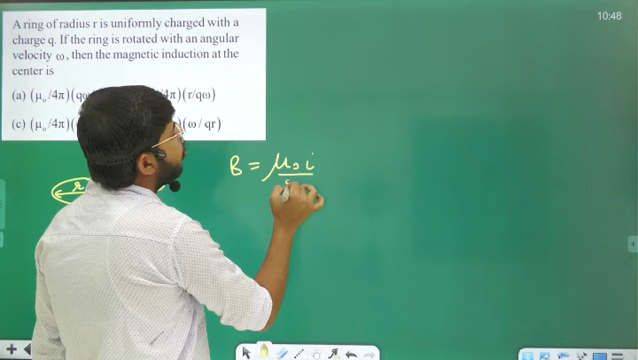 10:48
A ring of radius r is uniformly charged with a
charge q. If the ring is rotated with an angular
velocity ω, then the magnetic induction at the
center is
(a) (μ₀/4π)(qω 4π)(r/qω)
(c) (μ₀/4π)( (ω/qr)
B = μ₀i
r